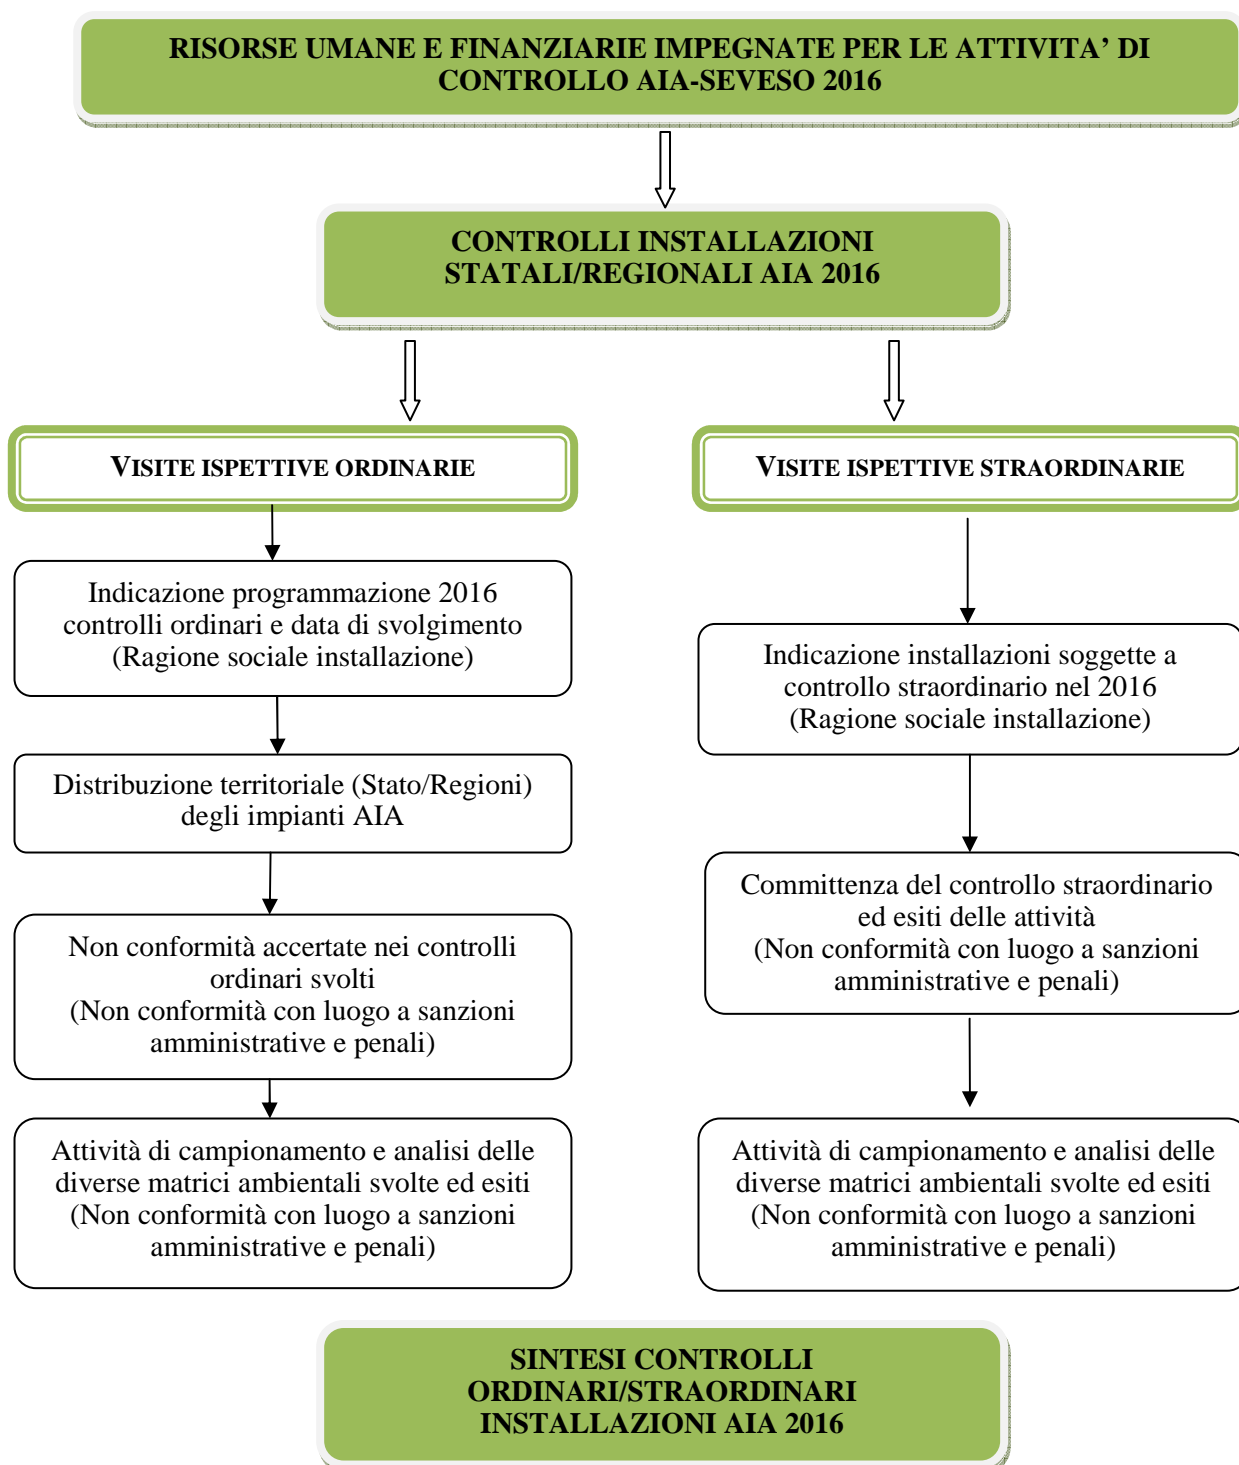 RISORSE UMANE E FINANZIARIE IMPEGNATE PER LE ATTIVITA’ DI
CONTROLLO AIA-SEVESO 2016
CONTROLLI INSTALLAZIONI
STATALI/REGIONALI AIA 2016
VISITE ISPETTIVE ORDINARIE
Indicazione programmazione 2016
controlli ordinari e data di svolgimento
(Ragione sociale installazione)
Distribuzione territoriale (Stato/Regioni)
degli impianti AIA
Non conformità accertate nei controlli
ordinari svolti
(Non conformità con luogo a sanzioni
amministrative e penali)
Attività di campionamento e analisi delle
diverse matrici ambientali svolte ed esiti
(Non conformità con luogo a sanzioni
amministrative e penali)
VISITE ISPETTIVE STRAORDINARIE
Indicazione installazioni soggette a
controllo straordinario nel 2016
(Ragione sociale installazione)
Committenza del controllo straordinario
ed esiti delle attività
(Non conformità con luogo a sanzioni
amministrative e penali)
Attività di campionamento e analisi delle
diverse matrici ambientali svolte ed esiti
(Non conformità con luogo a sanzioni
amministrative e penali)
SINTESI CONTROLLI
ORDINARI/STRAORDINARI
INSTALLAZIONI AIA 2016